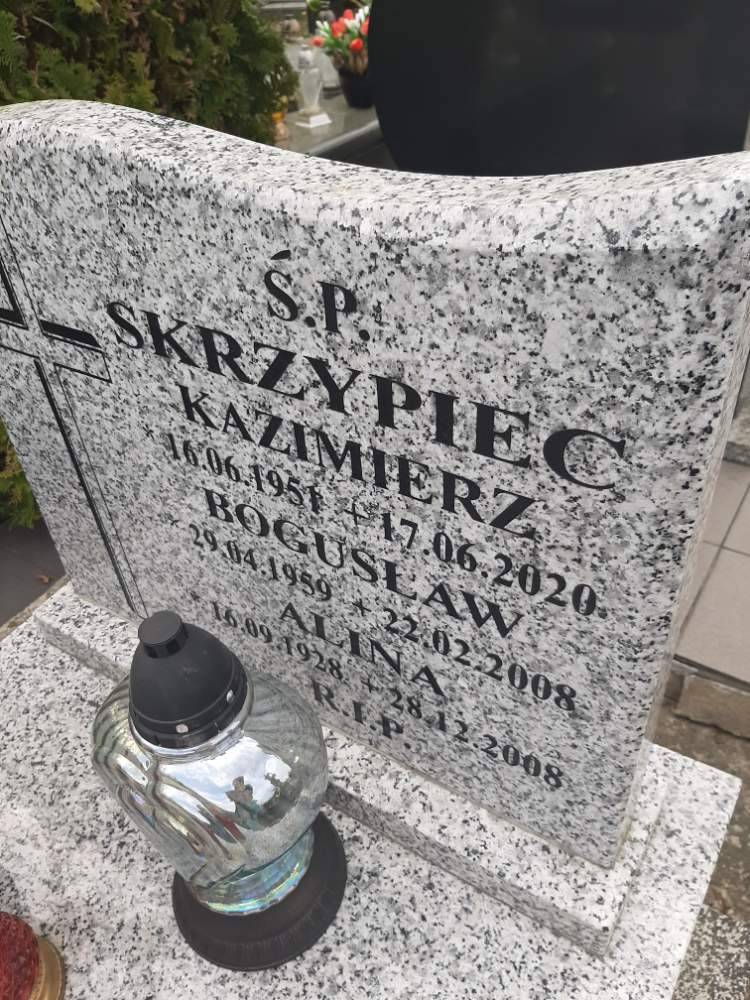 Ś.P.
SKRZYPIEC
KAZIMIERZ
* 16.06.1951 + 17.06.2020
BOGUSŁAW
* 29.04.1959 + 22.02.2008
ALINA
* 16.09.1928 + 28.12.2008
R.I.P.